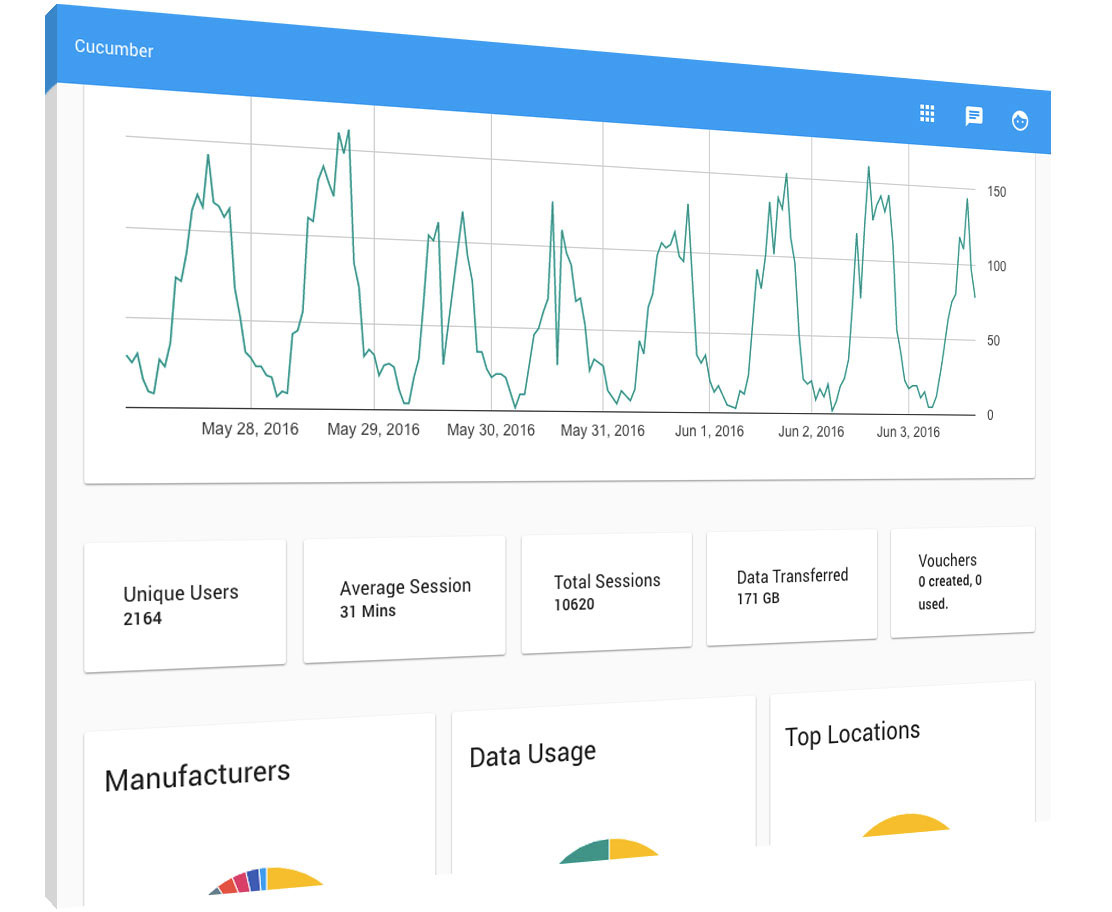 Cucumber
150
100
50
0
May 28, 2016 May 29, 2016 May 30, 2016 May 31, 2016 Jun 1, 2016 Jun 2, 2016 Jun 3, 2016
Unique Users
2164
Average Session
31 Mins
Total Sessions
10620
Data Transferred
171 GB
Vouchers
0 created, 0
used.
Manufacturers
Data Usage
Top Locations